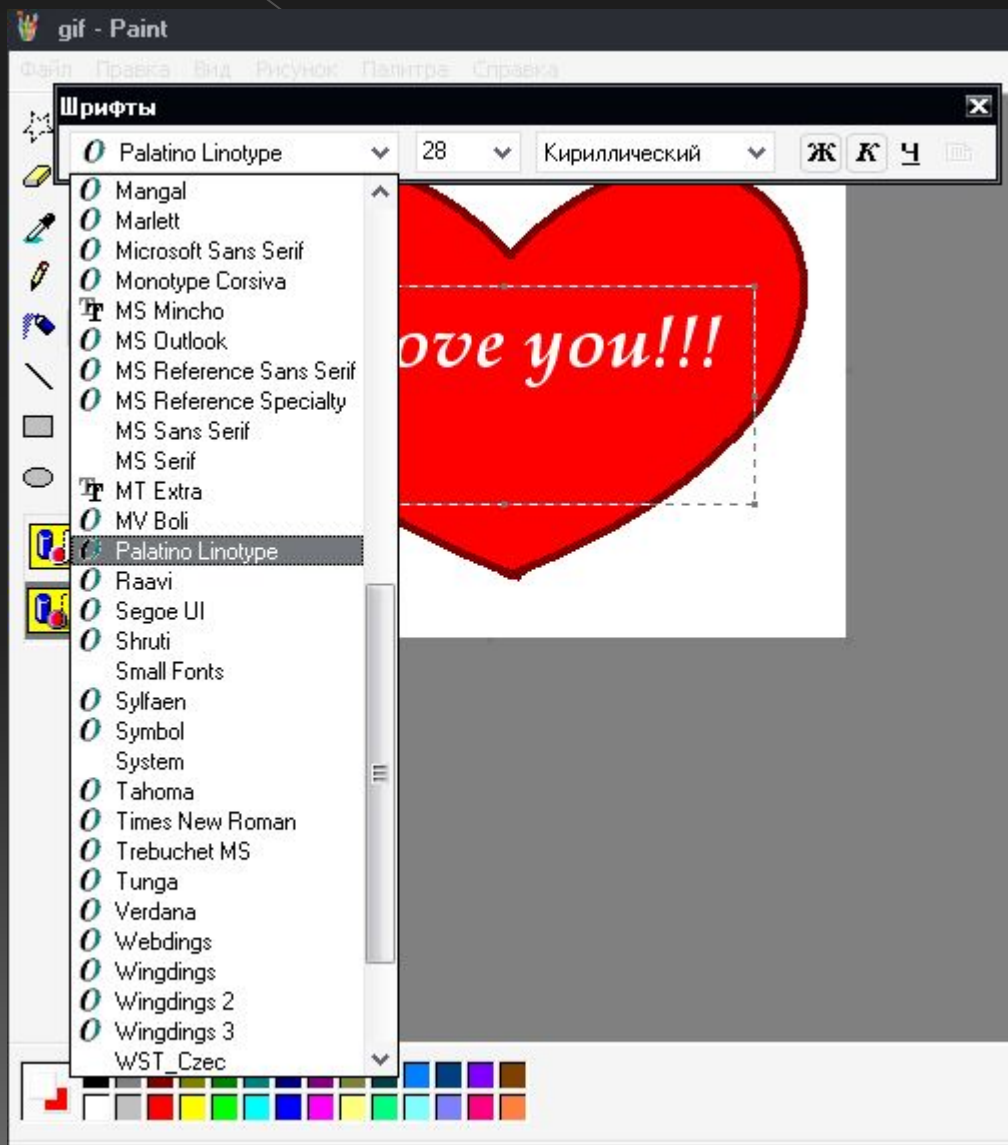 gif - Paint
Файл Правка Вид Рисунок Палитра Справка
Шрифты
Palatino Linotype 28 Кириллический Ж К Ч
Mangal
Marlett
Microsoft Sans Serif
Monotype Corsiva
MS Mincho
MS Outlook
MS Reference Sans Serif
MS Reference Specialty
MS Sans Serif
MS Serif
MT Extra
MV Boli
Palatino Linotype
Raavi
Segoe UI
Shruti
Small Fonts
Sylfaen
Symbol
System
Tahoma
Times New Roman
Trebuchet MS
Tunga
Verdana
Webdings
Wingdings
Wingdings 2
Wingdings 3
WST_Czec
ove you!!!